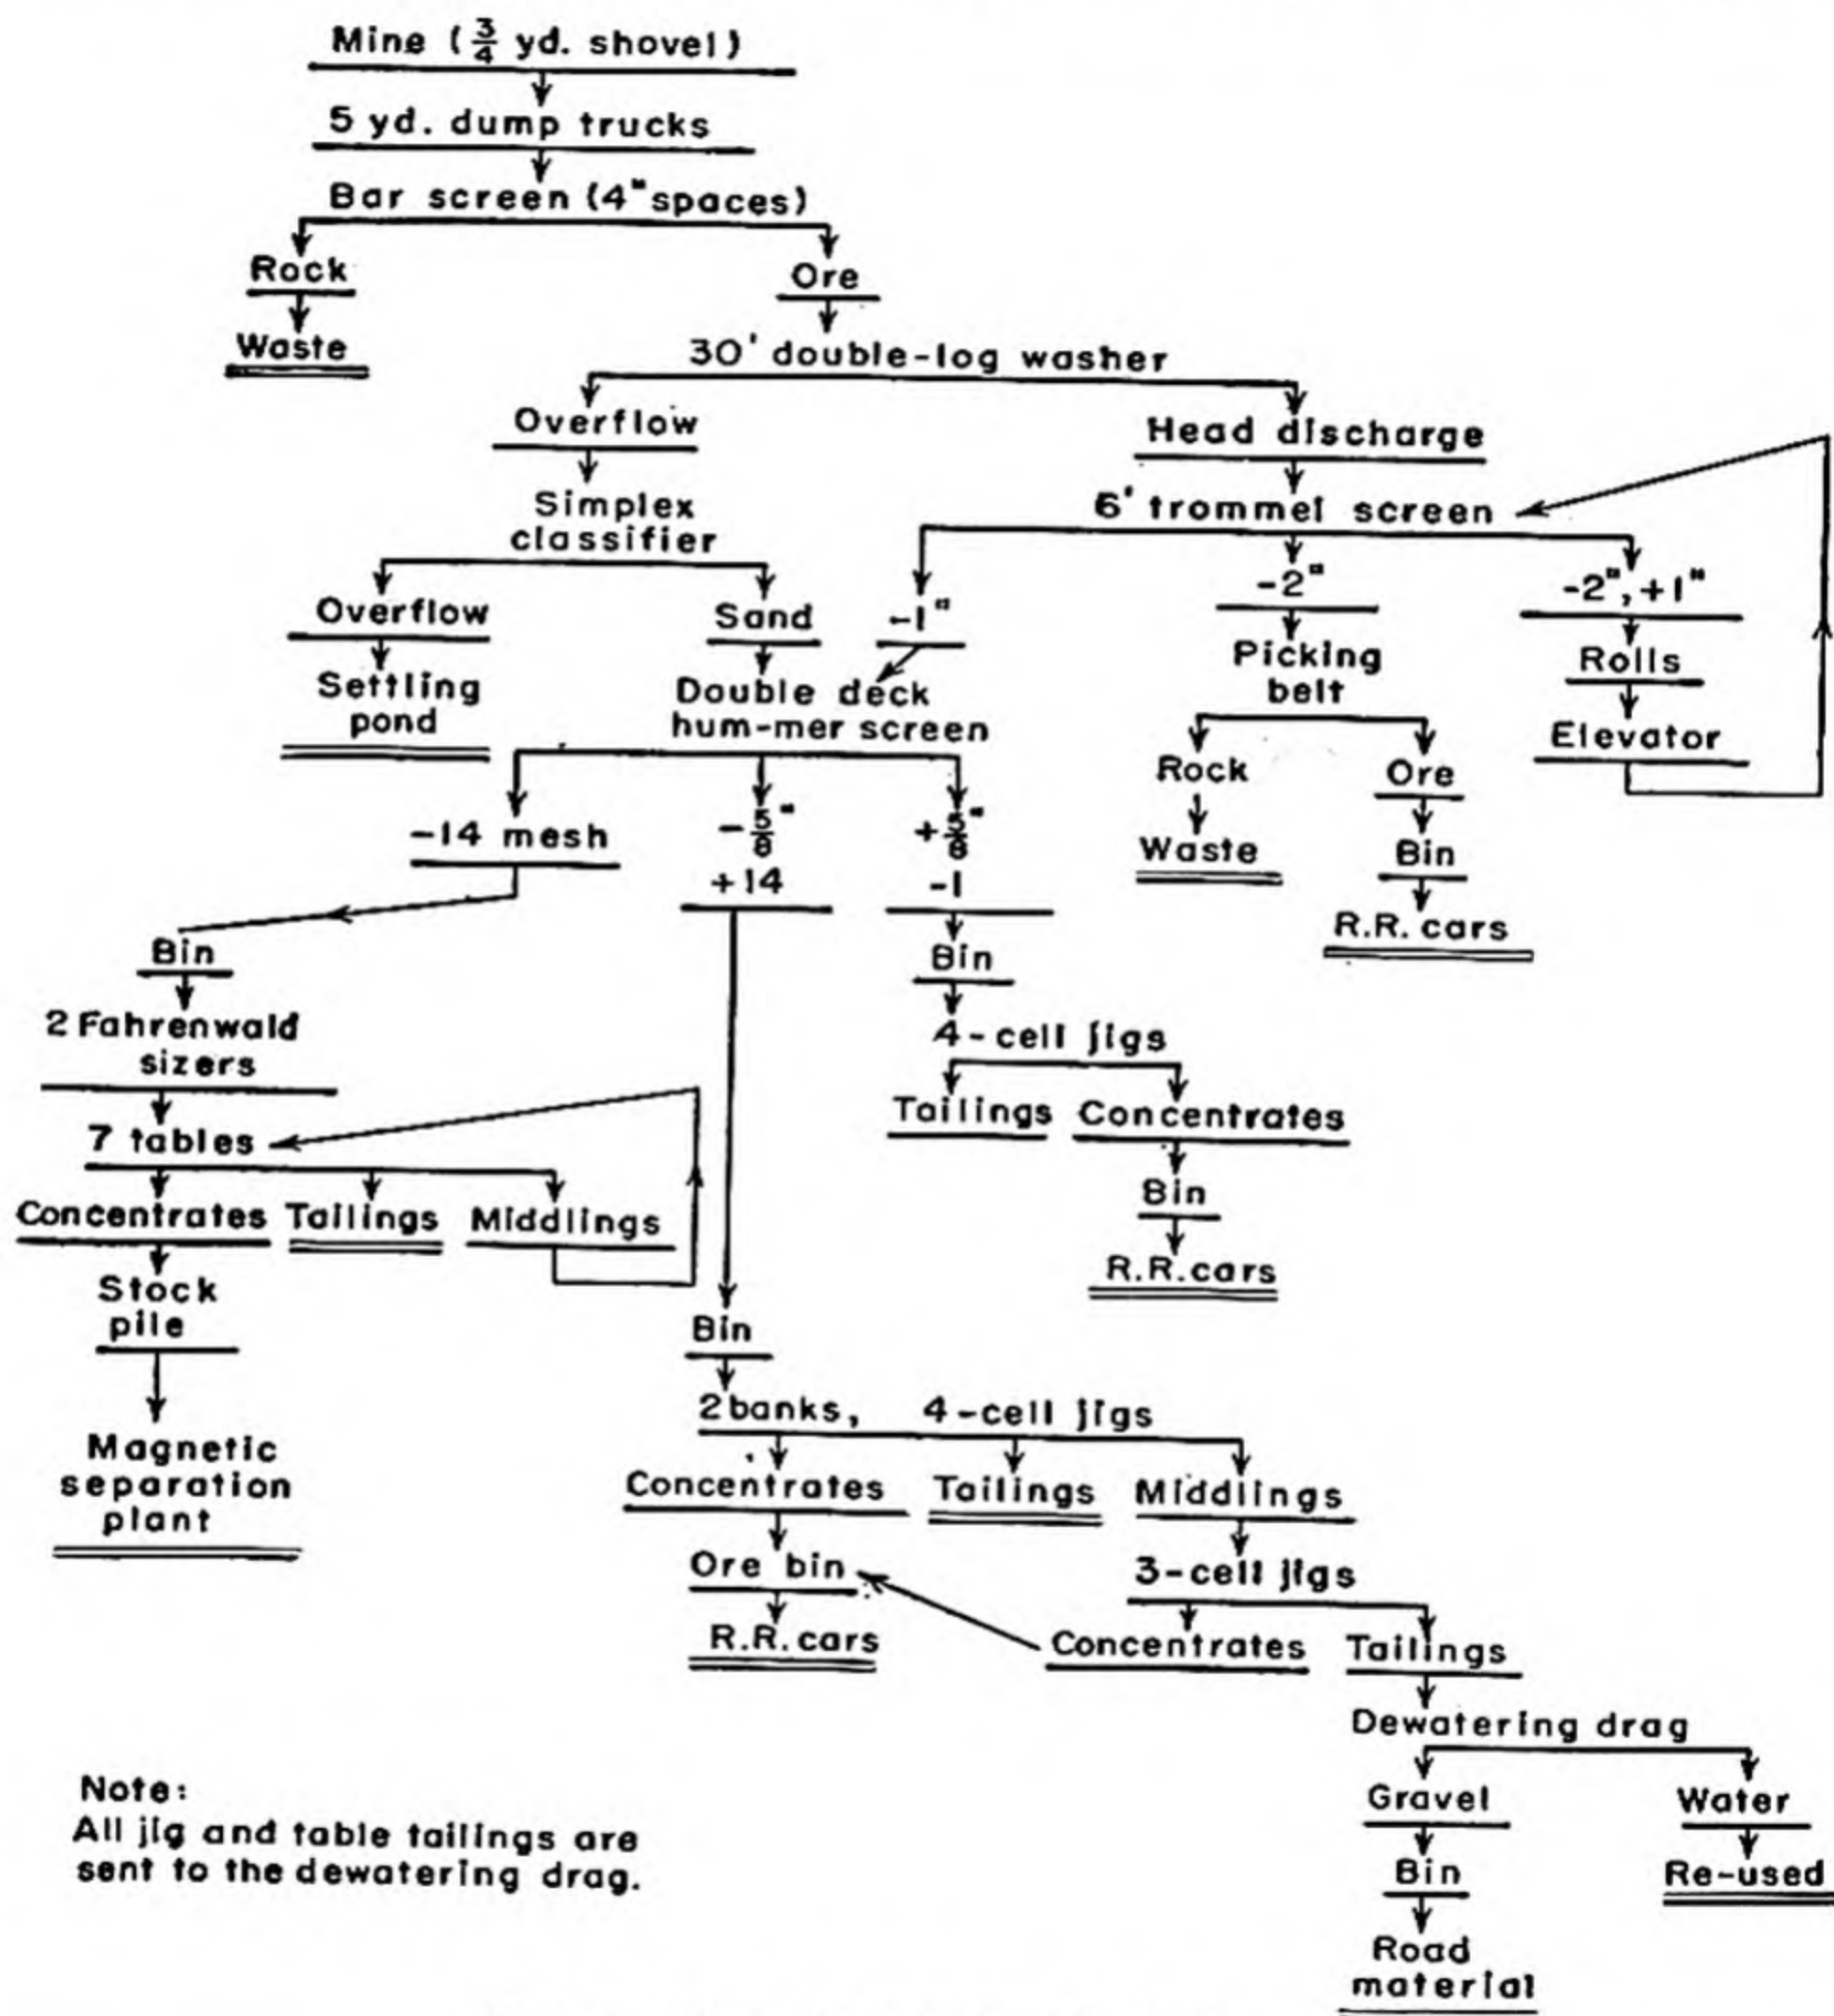 Mine (3/4 yd. shovel)
5 yd. dump trucks
Bar screen (4" spaces)
Rock
Ore
Waste
30' double-log washer
Overflow
Head discharge
Simplex
classifier
6' trommel screen
Overflow
Sand
-1"
-2"
-2", +1"
Settling
pond
Double deck
hum-mer screen
Picking
belt
Rolls
Elevator
Rock
Ore
Waste
Bin
R.R. cars
-14 mesh
-5/8"
+14
+5/8"
-1
Bin
2 Fahrenwald
sizers
7 tables
Concentrates
Tailings
Middlings
Stock
pile
Magnetic
separation
plant
Bin
4-cell jigs
Tailings
Concentrates
Bin
R.R. cars
Bin
2 banks, 4-cell jigs
Concentrates
Tailings
Middlings
Ore bin
3-cell jigs
R.R. cars
Concentrates
Tailings
Dewatering drag
Gravel
Water
Bin
Re-used
Road
material
Note:
All jig and table tailings are
sent to the dewatering drag.